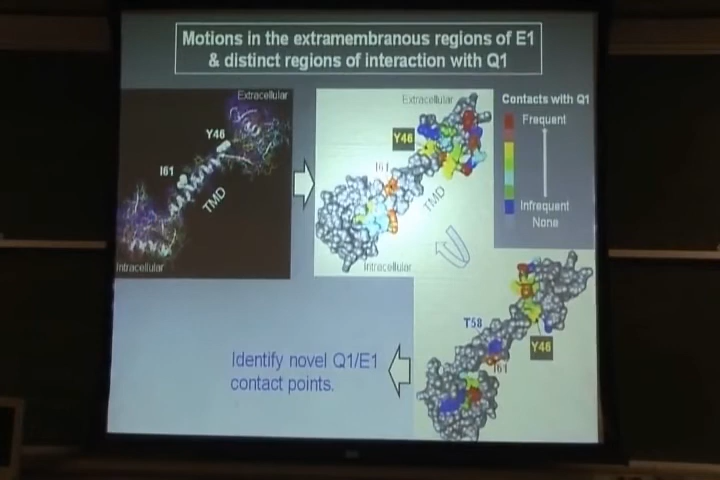 Motions in the extramembranous regions of E1
& distinct regions of interaction with Q1
Extracellular
Y46
I61
TMD
Intracellular
Extracellular
Y46
I61
TMD
Intracellular
Contacts with Q1
Frequent
Infrequent
None
T58
Y46
I61
Identify novel Q1/E1
contact points.